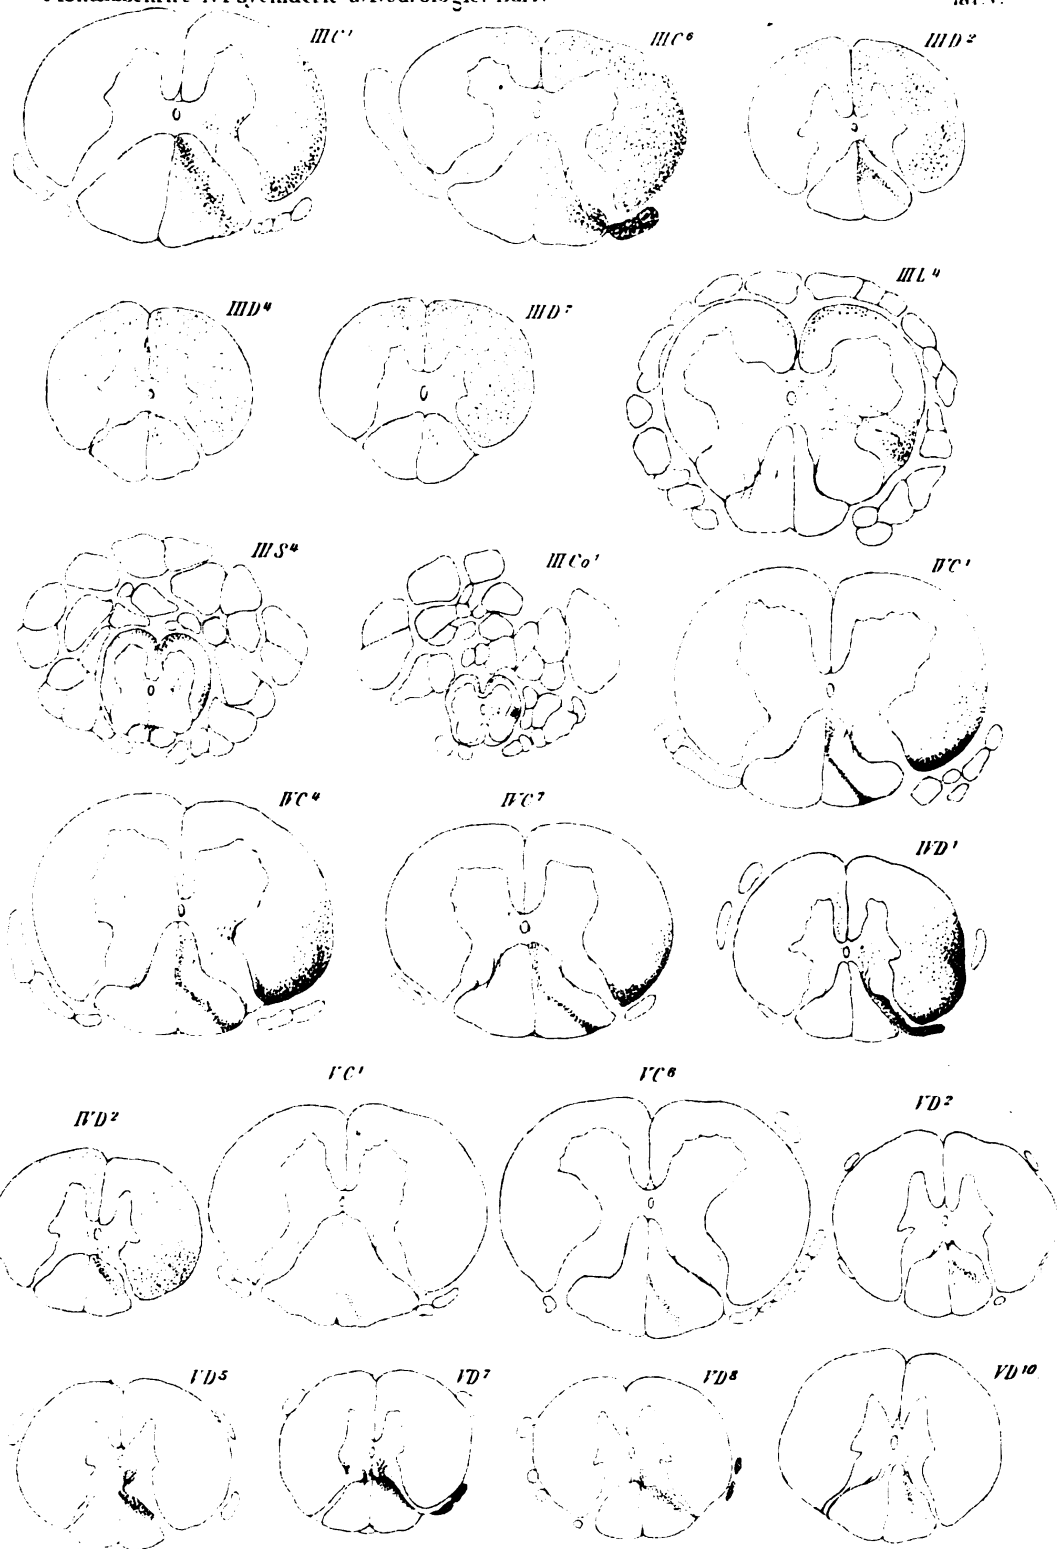 III C¹ III C⁶ III D²
III D⁴ III D⁷ III L⁴
III S⁴ III Co¹ IV C¹
IV C⁴ IV C⁷ IV D¹
IV D² V C¹ V C⁶ V D²
V D⁵ V D⁷ V D⁸ V D¹⁰